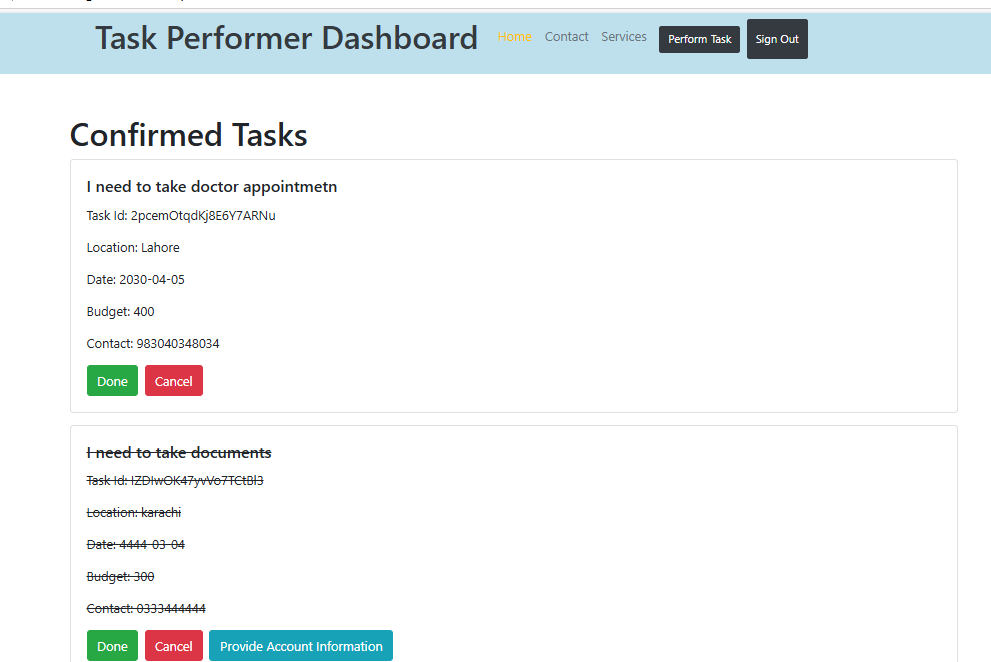 Task Performer Dashboard Home Contact Services Perform Task Sign Out
Confirmed Tasks
I need to take doctor appointmetn
Task Id: 2pcemOtqdKj8E6Y7ARNu
Location: Lahore
Date: 2030-04-05
Budget: 400
Contact: 983040348034
Done Cancel
I need to take documents
Task Id: IZDIwOK47yvVo7TCtBl3
Location: karachi
Date: 4444-03-04
Budget: 300
Contact: 0333444444
Done Cancel Provide Account Information